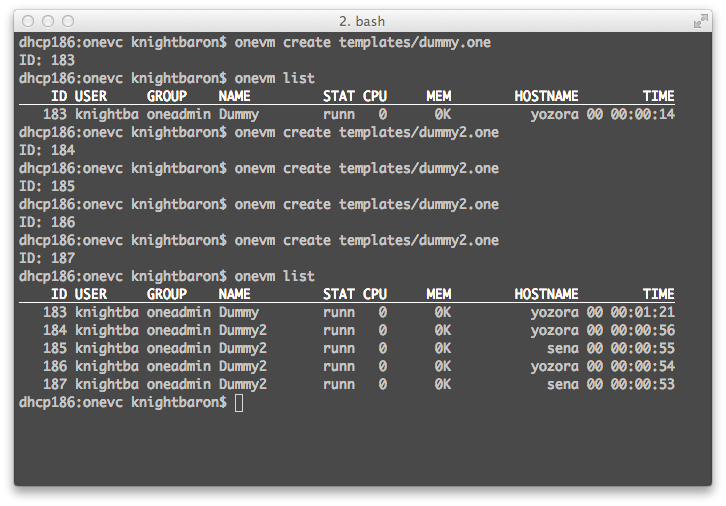 2. bash
dhcp186:onevc knightbaron$ onevm create templates/dummy.one
ID: 183
dhcp186:onevc knightbaron$ onevm list
ID USER GROUP NAME STAT CPU MEM HOSTNAME TIME
183 knightba oneadmin Dummy runn 0 0K yozora 00 00:00:14
dhcp186:onevc knightbaron$ onevm create templates/dummy2.one
ID: 184
dhcp186:onevc knightbaron$ onevm create templates/dummy2.one
ID: 185
dhcp186:onevc knightbaron$ onevm create templates/dummy2.one
ID: 186
dhcp186:onevc knightbaron$ onevm create templates/dummy2.one
ID: 187
dhcp186:onevc knightbaron$ onevm list
ID USER GROUP NAME STAT CPU MEM HOSTNAME TIME
183 knightba oneadmin Dummy runn 0 0K yozora 00 00:01:21
184 knightba oneadmin Dummy2 runn 0 0K yozora 00 00:00:56
185 knightba oneadmin Dummy2 runn 0 0K sena 00 00:00:55
186 knightba oneadmin Dummy2 runn 0 0K yozora 00 00:00:54
187 knightba oneadmin Dummy2 runn 0 0K sena 00 00:00:53
dhcp186:onevc knightbaron$